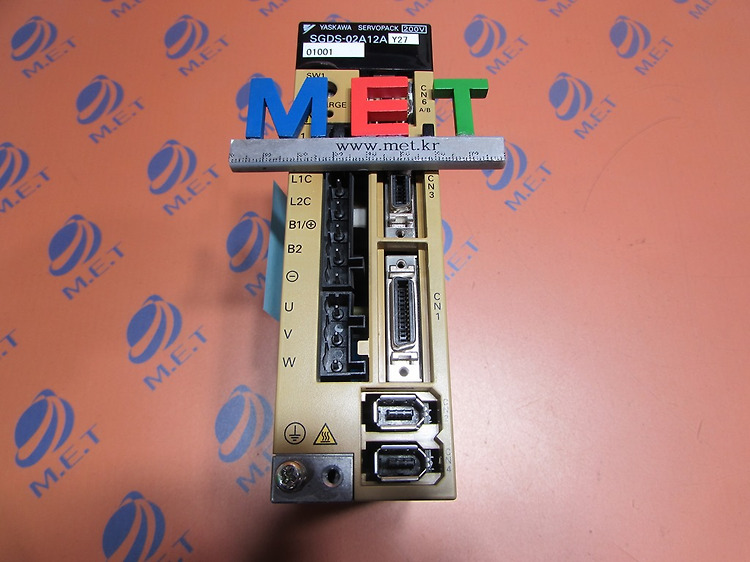 YASKAWA SERVOPACK 200V
SGDS-02A12A Y27
01001
SW1
CN6
A/B
MET
www.met.kr
L1C
L2C
CN3
B1/⊕
B2
⊖
CN1
U
V
W
M.E.T
M.E.T
M.E.T
M.E.T
M.E.T
M.E.T
M.E.T
M.E.T